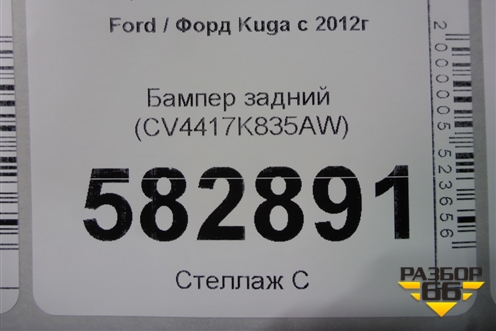 Ford / Форд Kuga с 2012г
Бампер задний
(CV4417K835AW)
582891
Стеллаж С
2000005523656
РАЗБОР
66